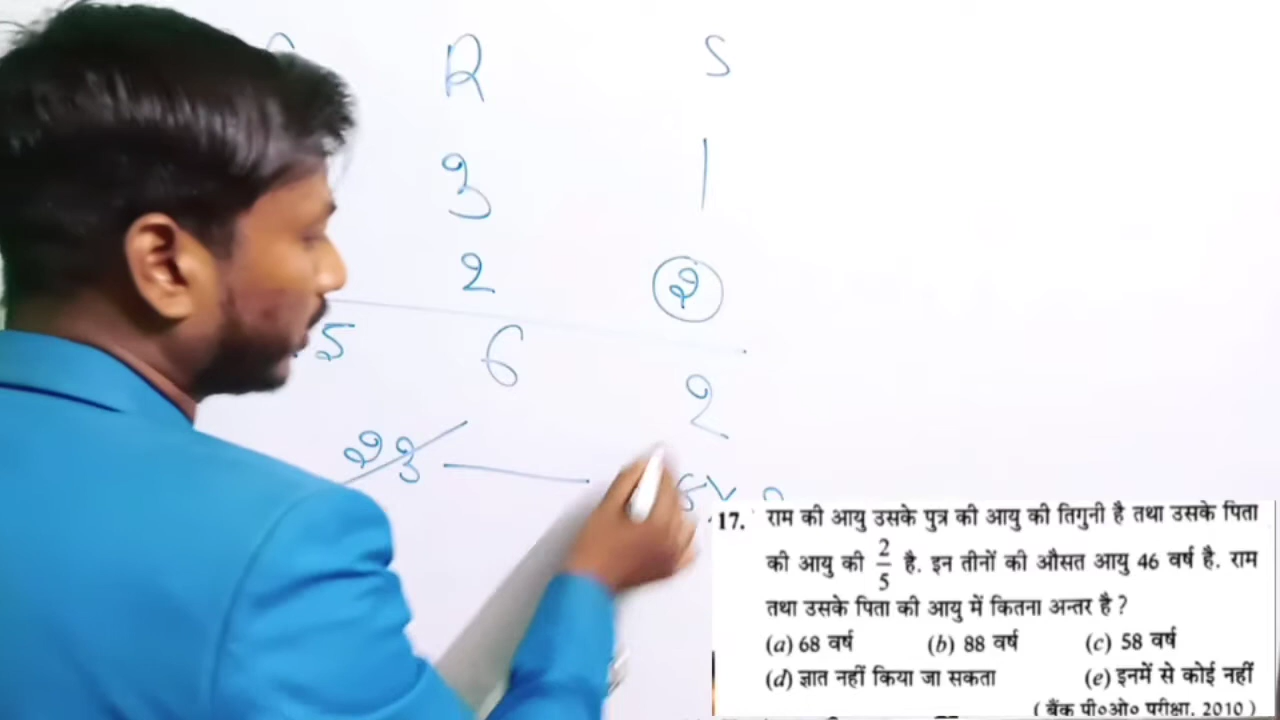 R S
3 1
2 2
5 6 2
23
17. राम की आयु उसके पुत्र की आयु की तिगुनी है तथा उसके पिता
की आयु की 2/5 है. इन तीनों की औसत आयु 46 वर्ष है. राम
तथा उसके पिता की आयु में कितना अन्तर है ?
(a) 68 वर्ष (b) 88 वर्ष (c) 58 वर्ष
(d) ज्ञात नहीं किया जा सकता (e) इनमें से कोई नहीं
( बैंक पी०ओ० परीक्षा, 2010 )